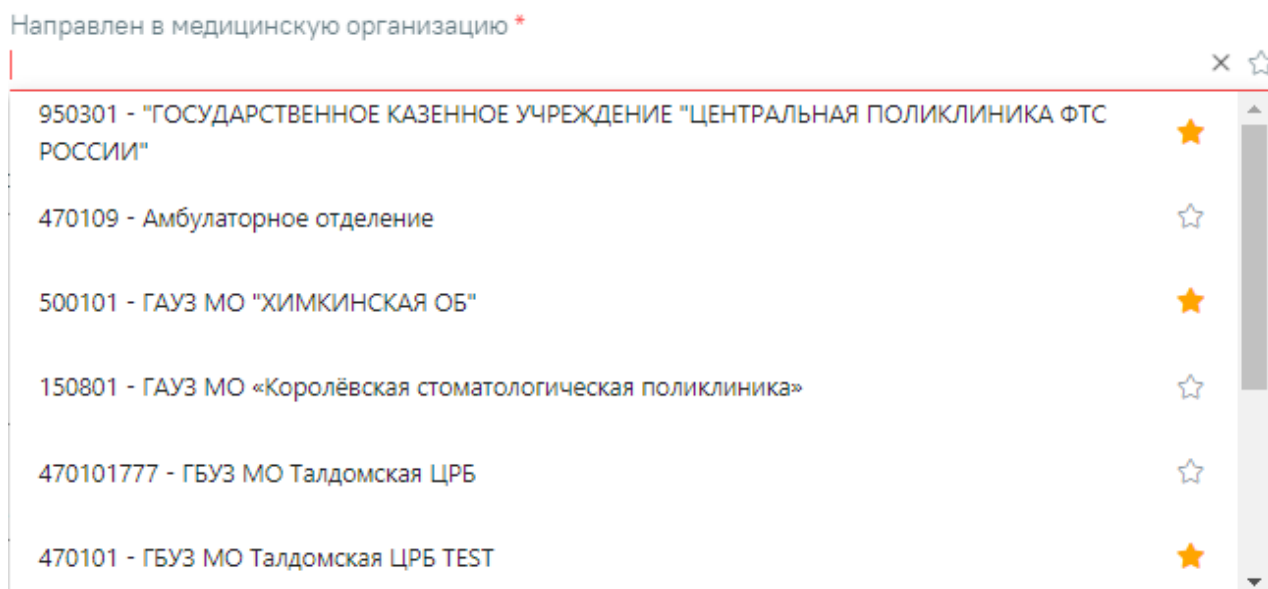 Направлен в медицинскую организацию *
950301 - "ГОСУДАРСТВЕННОЕ КАЗЕННОЕ УЧРЕЖДЕНИЕ "ЦЕНТРАЛЬНАЯ ПОЛИКЛИНИКА ФТС
РОССИИ"
470109 - Амбулаторное отделение
500101 - ГАУЗ МО "ХИМКИНСКАЯ ОБ"
150801 - ГАУЗ МО «Королёвская стоматологическая поликлиника»
470101777 - ГБУЗ МО Талдомская ЦРБ
470101 - ГБУЗ МО Талдомская ЦРБ TEST